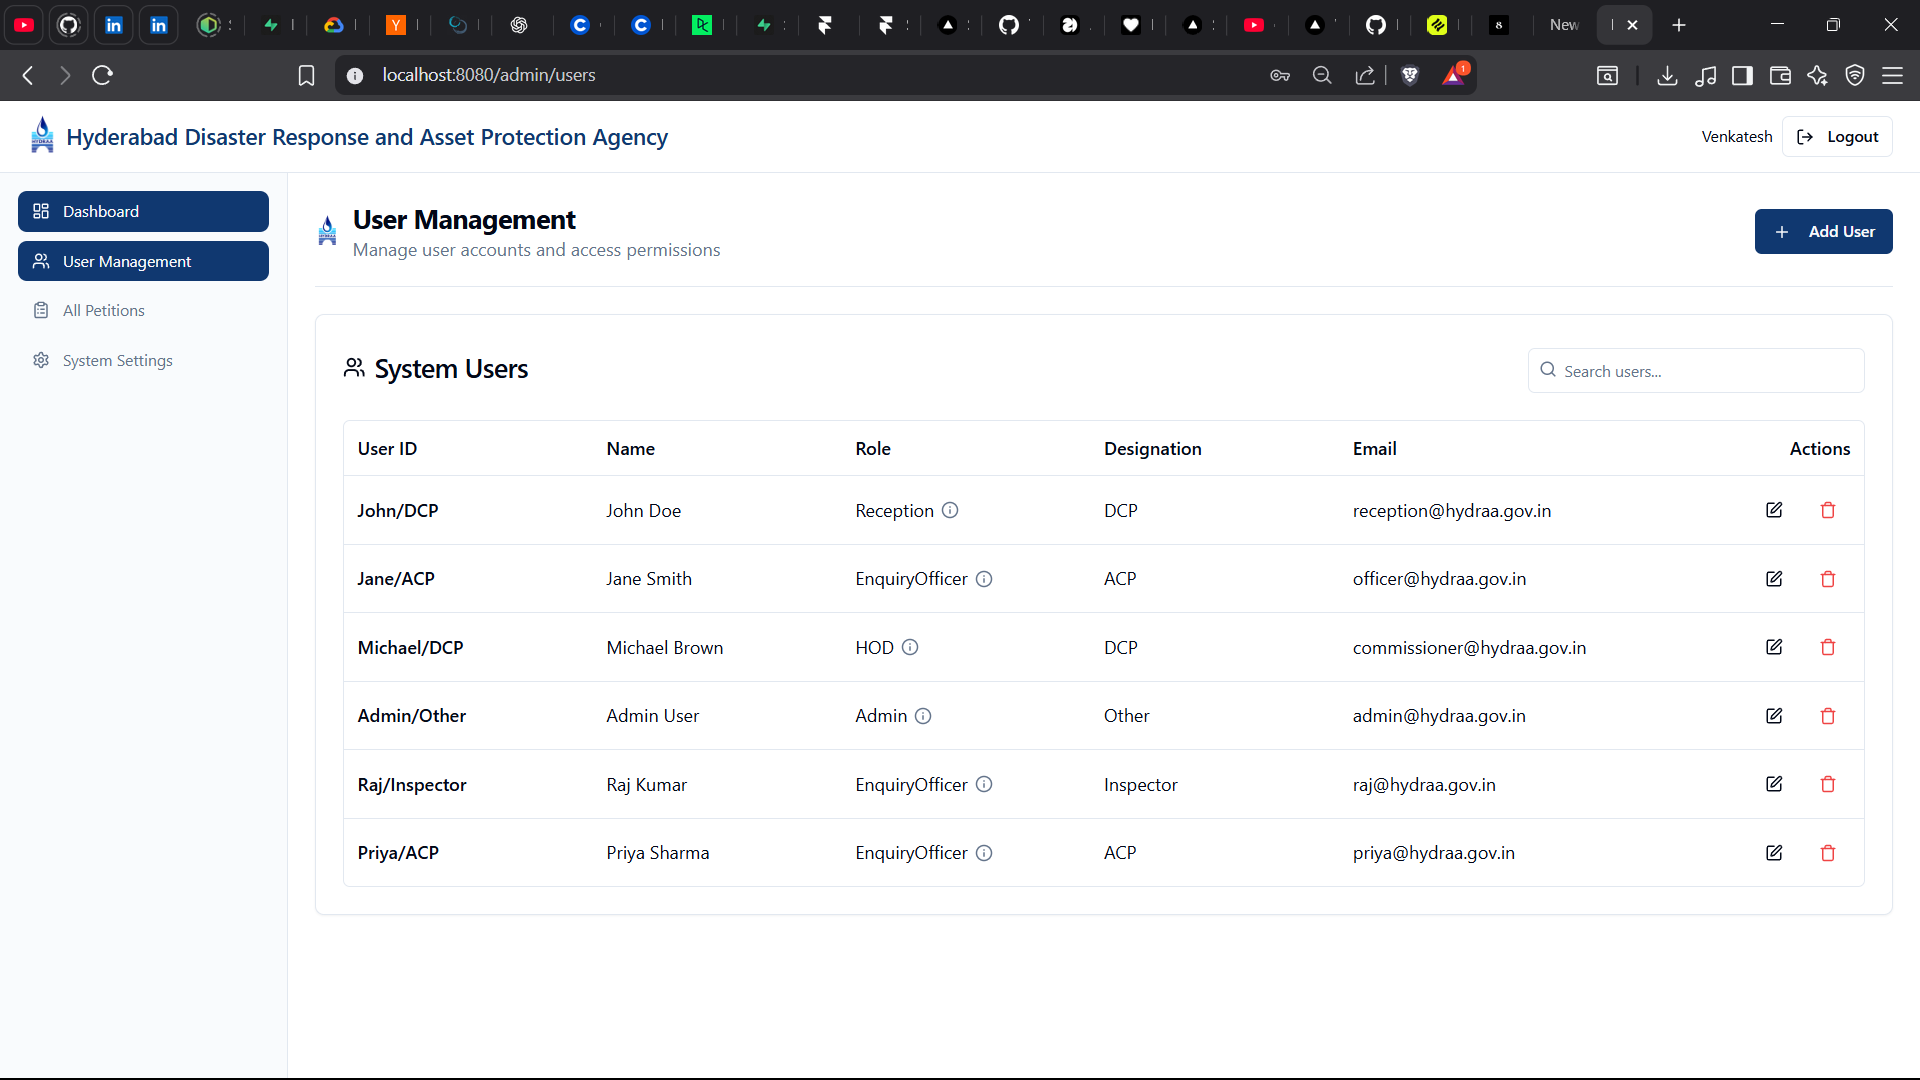 New
localhost:8080/admin/users
1
HYDRAA
Hyderabad Disaster Response and Asset Protection Agency
Venkatesh
Logout
Dashboard
User Management
All Petitions
System Settings
HYDRAA
User Management
Manage user accounts and access permissions
Add User
System Users
Search users...
User ID Name Role Designation Email Actions
John/DCP John Doe Reception DCP reception@hydraa.gov.in
Jane/ACP Jane Smith EnquiryOfficer ACP officer@hydraa.gov.in
Michael/DCP Michael Brown HOD DCP commissioner@hydraa.gov.in
Admin/Other Admin User Admin Other admin@hydraa.gov.in
Raj/Inspector Raj Kumar EnquiryOfficer Inspector raj@hydraa.gov.in
Priya/ACP Priya Sharma EnquiryOfficer ACP priya@hydraa.gov.in